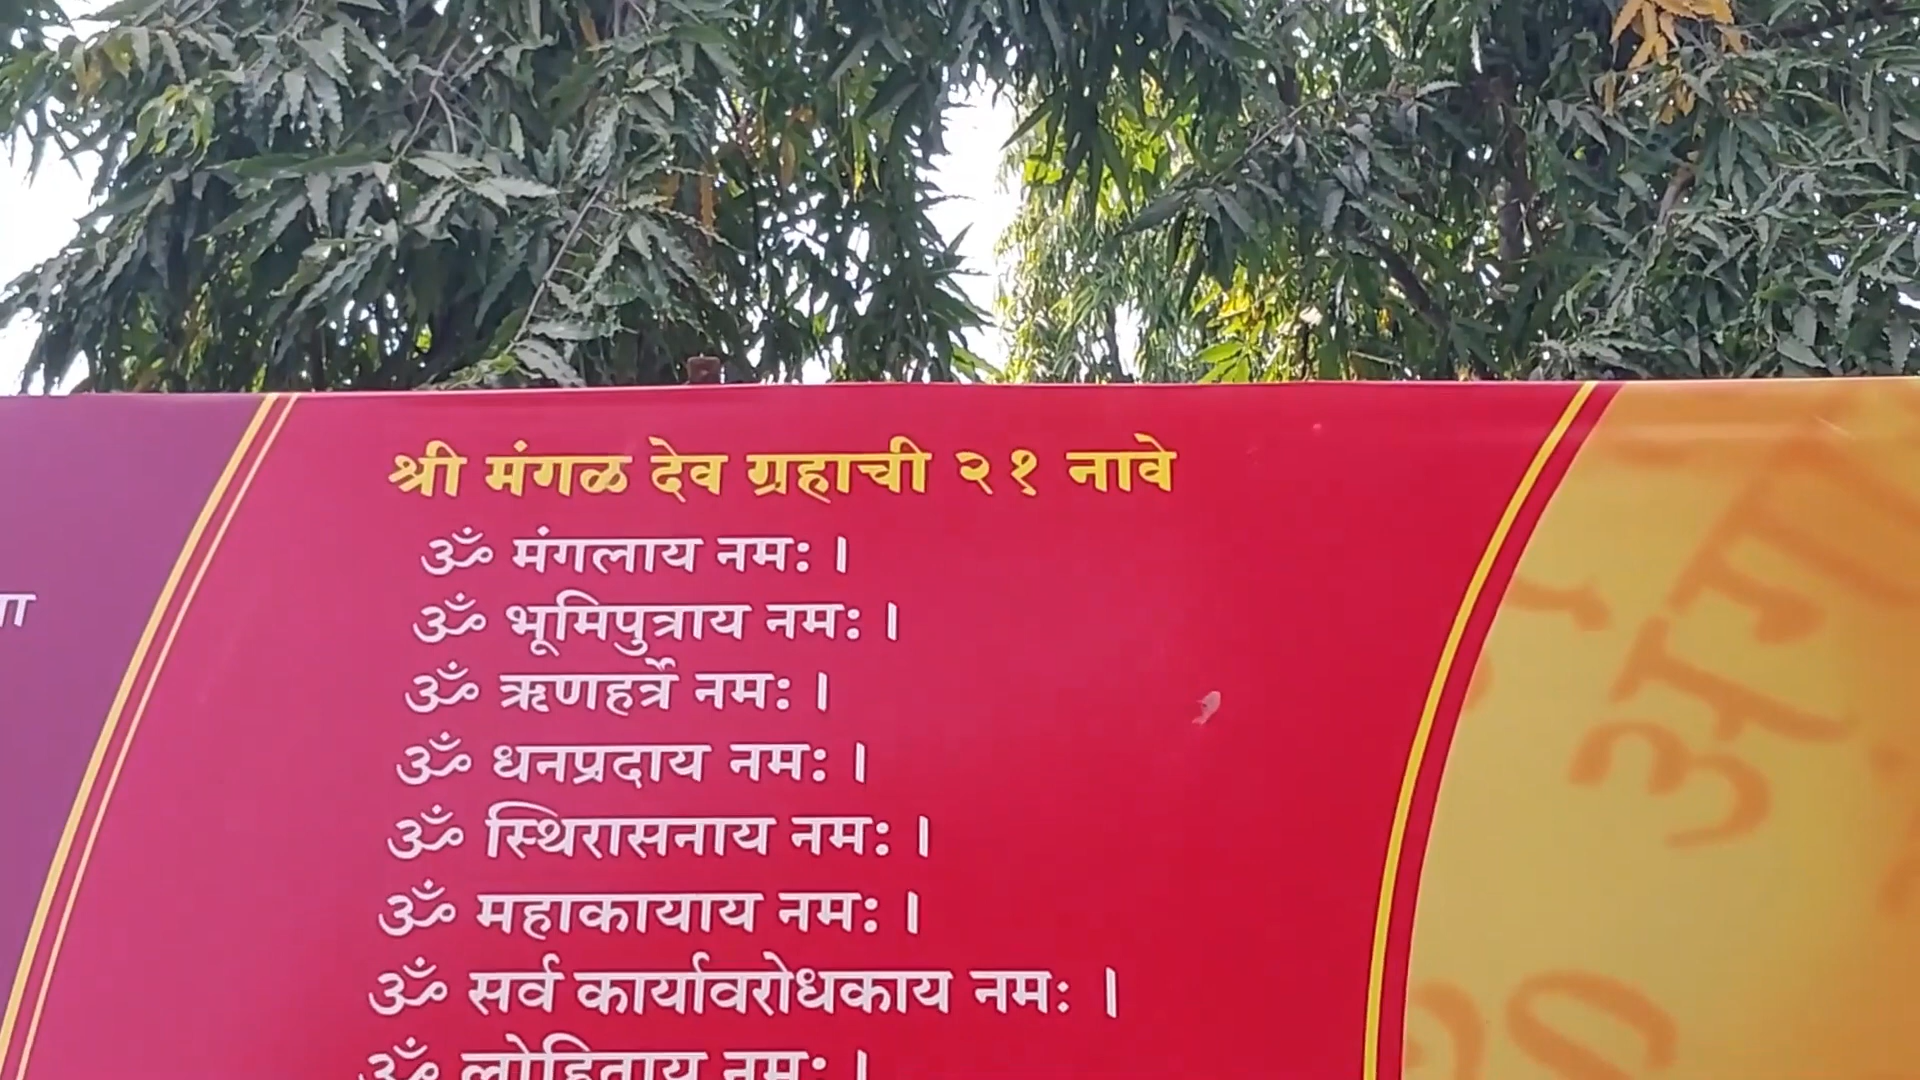 श्री मंगळ देव ग्रहाची २१ नावे
ॐ मंगलाय नमः।
ॐ भूमिपुत्राय नमः।
ॐ ऋणहर्त्रे नमः।
ॐ धनप्रदाय नमः।
ॐ स्थिरासनाय नमः।
ॐ महाकायाय नमः।
ॐ सर्व कार्यावरोधकाय नमः ।
ॐ लोहिताय नमः।